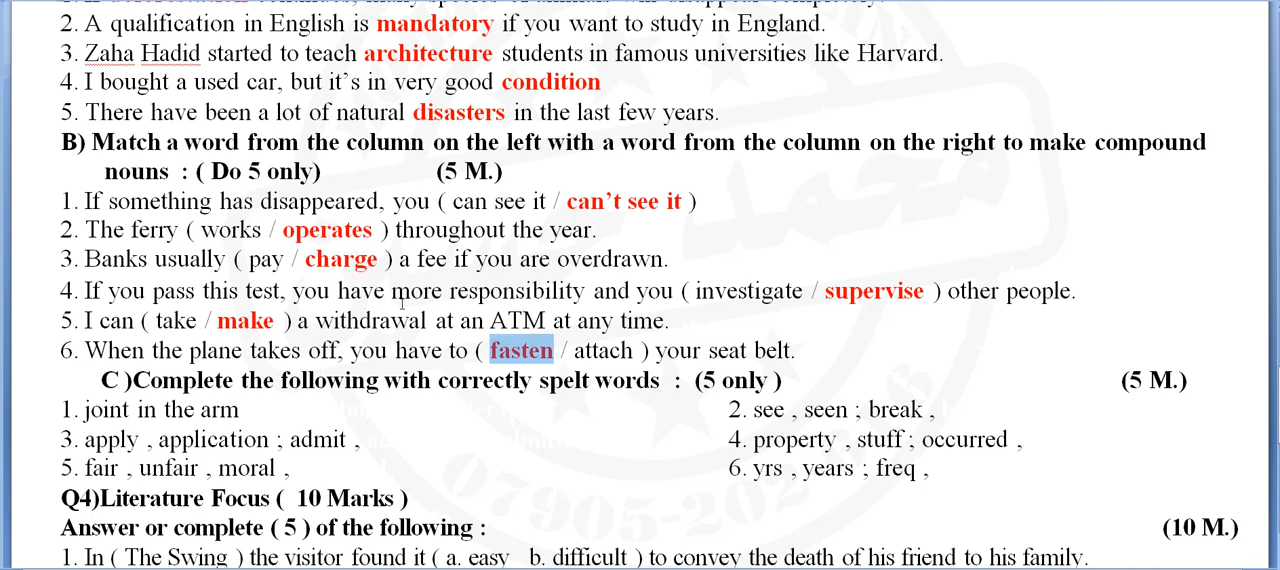 2. A qualification in English is mandatory if you want to study in England.
3. Zaha Hadid started to teach architecture students in famous universities like Harvard.
4. I bought a used car, but it's in very good condition
5. There have been a lot of natural disasters in the last few years.
B) Match a word from the column on the left with a word from the column on the right to make compound
nouns : ( Do 5 only) (5 M.)
1. If something has disappeared, you ( can see it / can't see it )
2. The ferry ( works / operates ) throughout the year.
3. Banks usually ( pay / charge ) a fee if you are overdrawn.
4. If you pass this test, you have more responsibility and you ( investigate / supervise ) other people.
5. I can ( take / make ) a withdrawal at an ATM at any time.
6. When the plane takes off, you have to ( fasten / attach ) your seat belt.
C )Complete the following with correctly spelt words : (5 only ) (5 M.)
1. joint in the arm 2. see , seen ; break ,
3. apply , application ; admit , 4. property , stuff ; occurred ,
5. fair , unfair , moral , 6. yrs , years ; freq ,
Q4)Literature Focus ( 10 Marks )
Answer or complete ( 5 ) of the following : (10 M.)
1. In ( The Swing ) the visitor found it ( a. easy b. difficult ) to convey the death of his friend to his family.